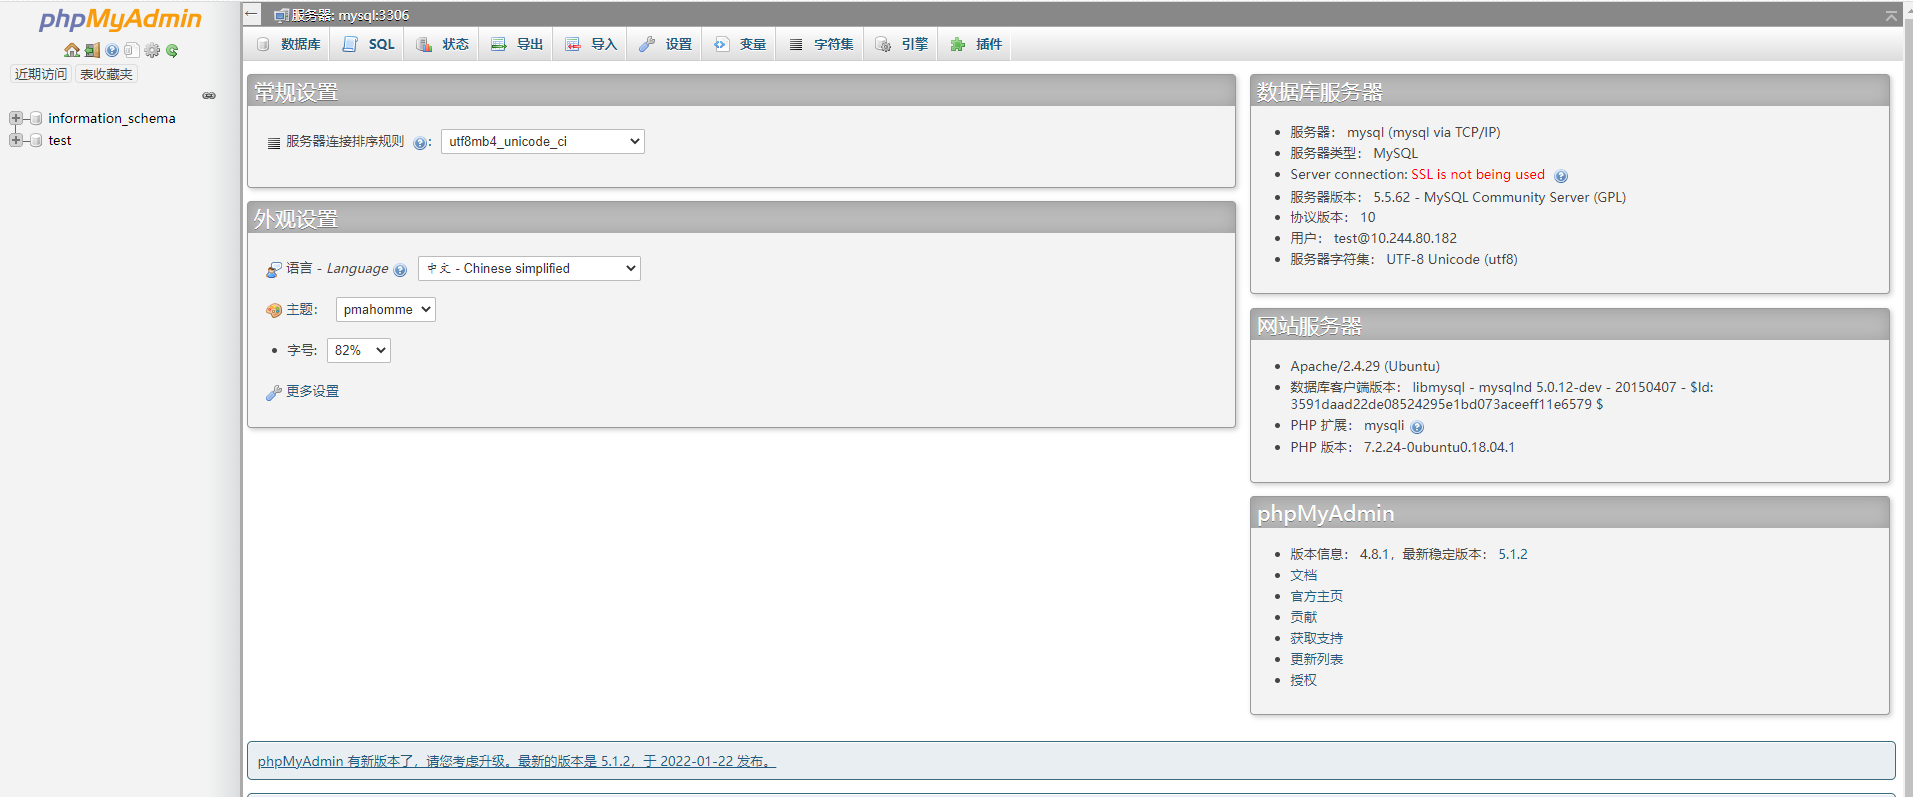 phpMyAdmin
近期访问 表收藏夹
information_schema
test
服务器: mysql:3306
数据库 SQL 状态 导出 导入 设置 变量 字符集 引擎 插件
常规设置
服务器连接排序规则 : utf8mb4_unicode_ci
外观设置
语言 - Language 中文 - Chinese simplified
主题: pmahomme
字号: 82%
更多设置
数据库服务器
服务器: mysql (mysql via TCP/IP)
服务器类型: MySQL
Server connection: SSL is not being used
服务器版本: 5.5.62 - MySQL Community Server (GPL)
协议版本: 10
用户: test@10.244.80.182
服务器字符集: UTF-8 Unicode (utf8)
网站服务器
Apache/2.4.29 (Ubuntu)
数据库客户端版本: libmysql - mysqlnd 5.0.12-dev - 20150407 - $Id:
3591daad22de08524295e1bd073aceeff11e6579 $
PHP 扩展: mysqli
PHP 版本: 7.2.24-0ubuntu0.18.04.1
phpMyAdmin
版本信息: 4.8.1, 最新稳定版本: 5.1.2
文档
官方主页
贡献
获取支持
更新列表
授权
phpMyAdmin 有新版本了，请您考虑升级。最新的版本是 5.1.2，于 2022-01-22 发布。